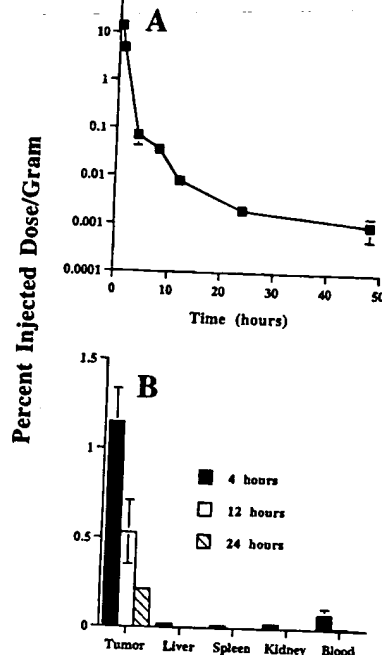 A
10
1
0.1
0.01
0.001
0.0001
0 10 20 30 40 50
Time (hours)
Percent Injected Dose/Gram
B
1.5
1
0.5
0
4 hours
12 hours
24 hours
Tumor Liver Spleen Kidney Blood